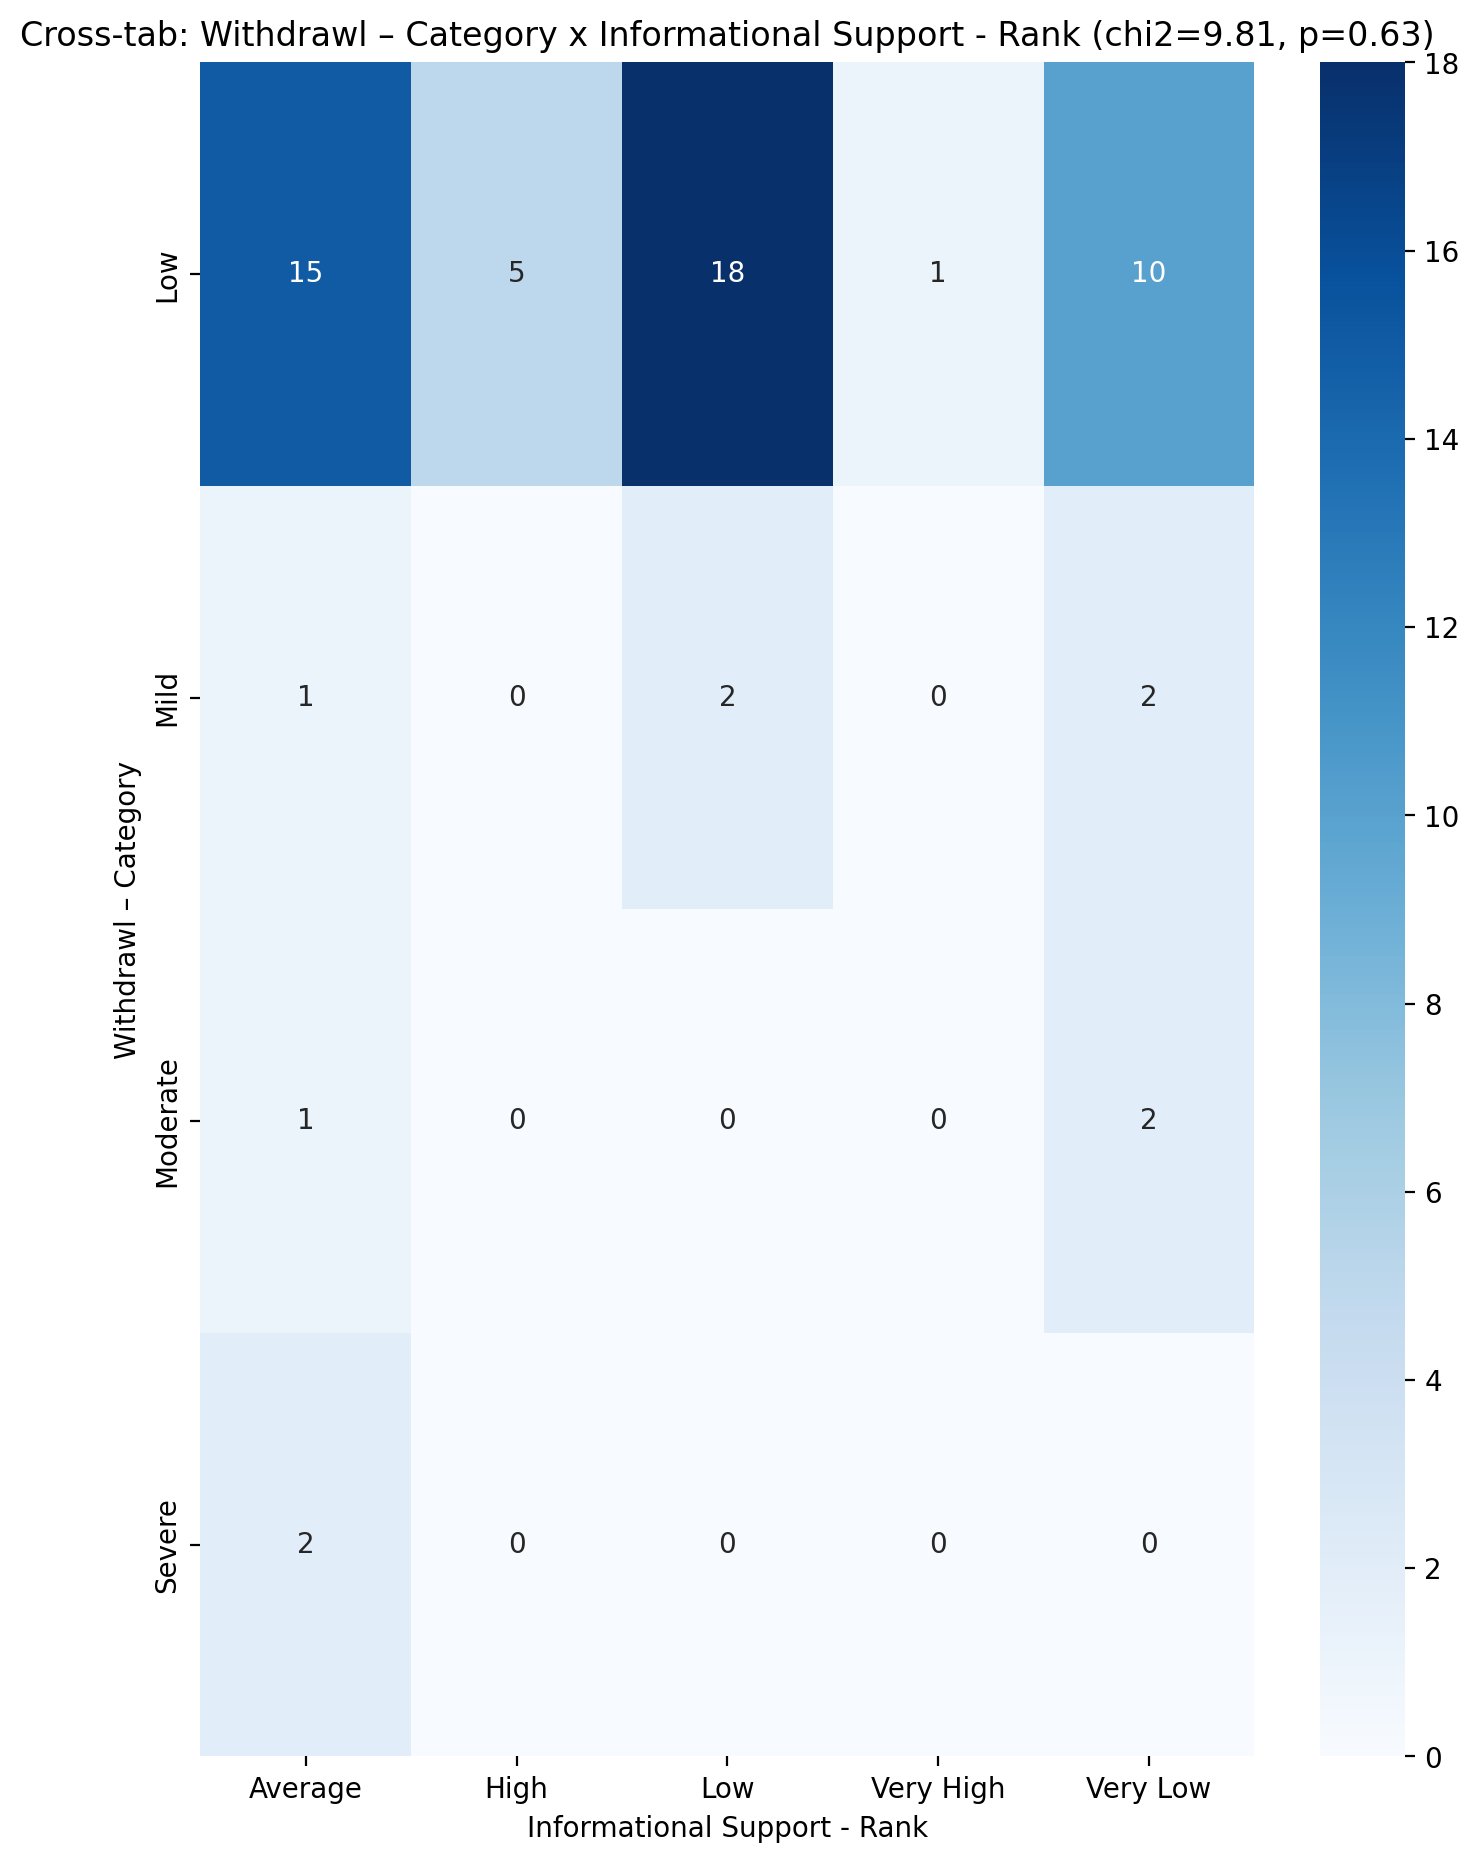 Cross-tab: Withdrawl – Category x Informational Support - Rank (chi2=9.81, p=0.63)
Withdrawl – Category
Low
15 5 18 1 10
Mild
1 0 2 0 2
Moderate
1 0 0 0 2
Severe
2 0 0 0 0
Average High Low Very High Very Low
Informational Support - Rank
18
16
14
12
10
8
6
4
2
0